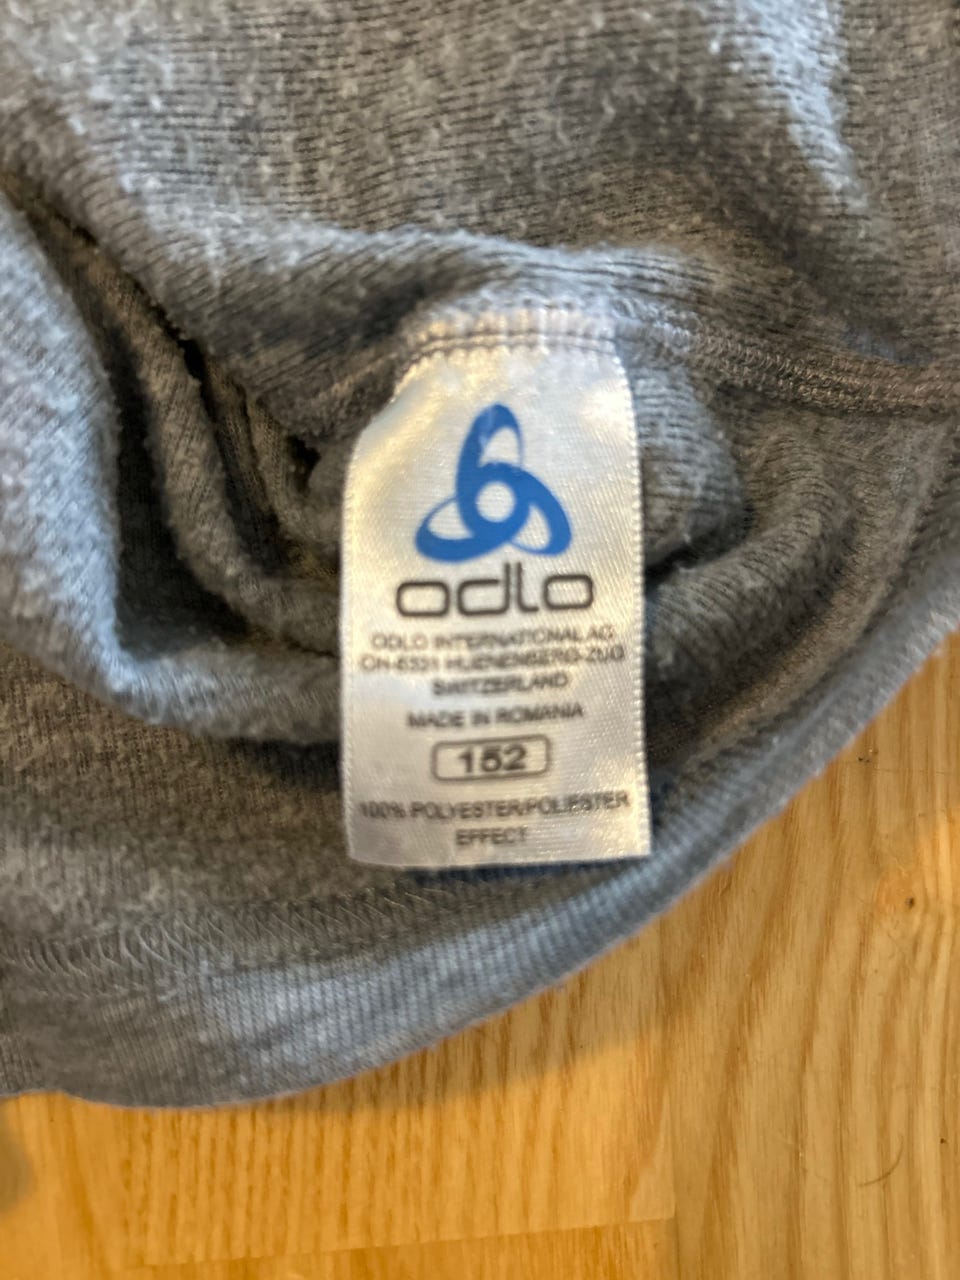 odlo
ODLO INTERNATIONAL AG
CH-6331 HUENENBERG-ZUG
SWITZERLAND
MADE IN ROMANIA
152
100% POLYESTER/POLIESTER
EFFECT